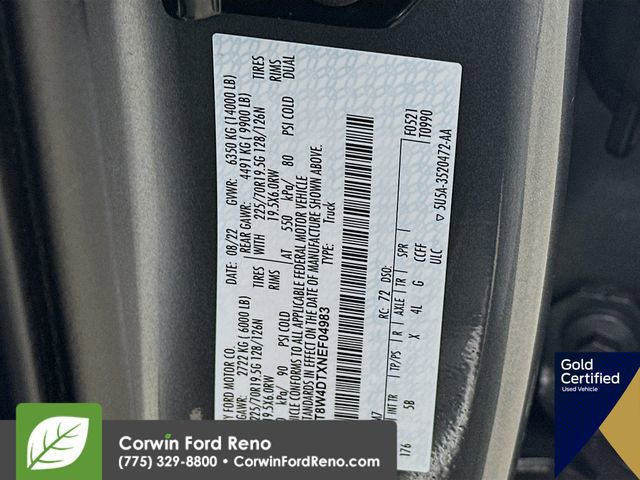 Y FORD MOTOR CO.
DATE: 08/22 GVWR: 6350 KG (14000 LB)
GAWR: 2722 KG (6000 LB) REAR GAWR: 4491 KG (9900 LB)
225/70R19.5G 128/126N TIRES WITH 225/70R19.5G 128/126N TIRES
9.5X6.0RW RIMS 19.5X6.0RW RIMS
kPa/ 90 PSI COLD AT 550 kPa/ 80 PSI COLD DUAL
VEHICLE CONFORMS TO ALL APPLICABLE FEDERAL MOTOR VEHICLE
STANDARDS IN EFFECT ON THE DATE OF MANUFACTURE SHOWN ABOVE.
T8W4DTXNEF04983 TYPE: Truck
F0521
T0990
RC: 72 DSO:
INT TR TP/PS R AXLE TR SPR
176 5B X 4L G CCFF
ULC ▽ 5U5A-3520472-AA
Gold
Certified
Used Vehicle
Corwin Ford Reno
(775) 329-8800 • CorwinFordReno.com